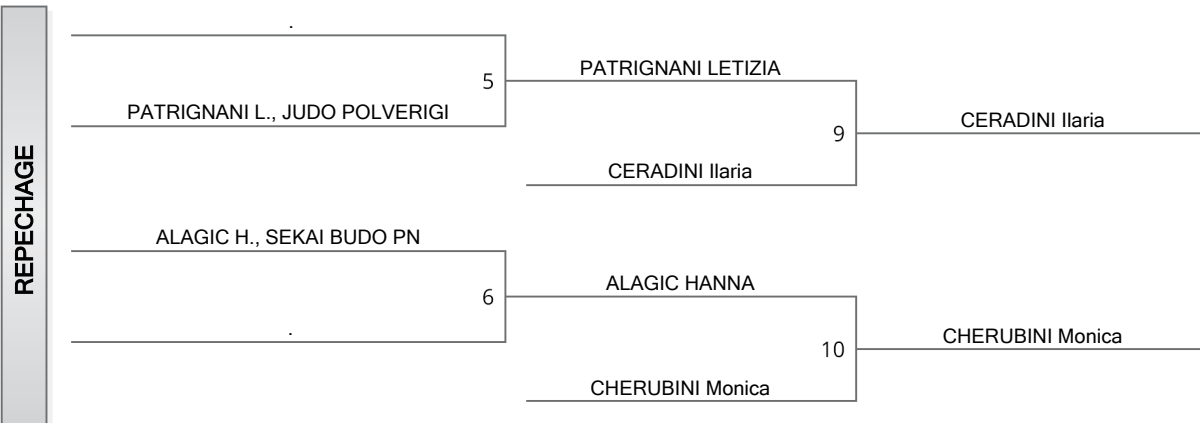 REPECHAGE
.
5
PATRIGNANI L., JUDO POLVERIGI
PATRIGNANI LETIZIA
9
CERADINI Ilaria
CERADINI Ilaria
ALAGIC H., SEKAI BUDO PN
6
.
ALAGIC HANNA
10
CHERUBINI Monica
CHERUBINI Monica